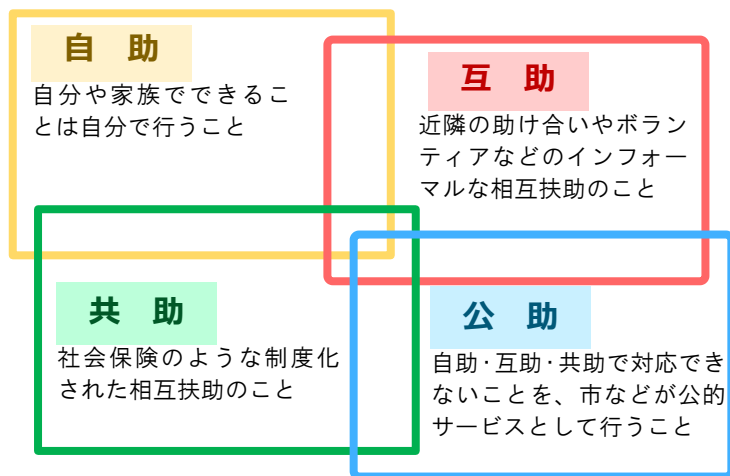 自　助
自分や家族でできるこ
とは自分で行うこと
互　助
近隣の助け合いやボラン
ティアなどのインフォー
マルな相互扶助のこと
共　助
社会保険のような制度化
された相互扶助のこと
公　助
自助・互助・共助で対応でき
ないことを、市などが公的
サービスとして行うこと